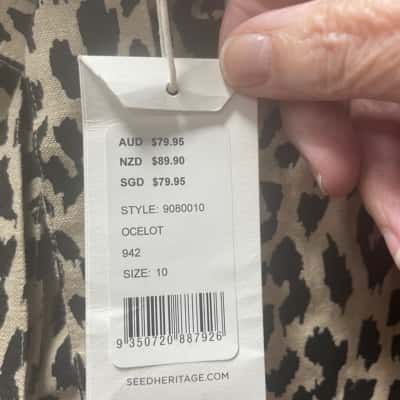 AUD $79.95
NZD $89.90
SGD $79.95
STYLE: 9080010
OCELOT
942
SIZE: 10
9 350720 887926
SEEDHERITAGE.COM